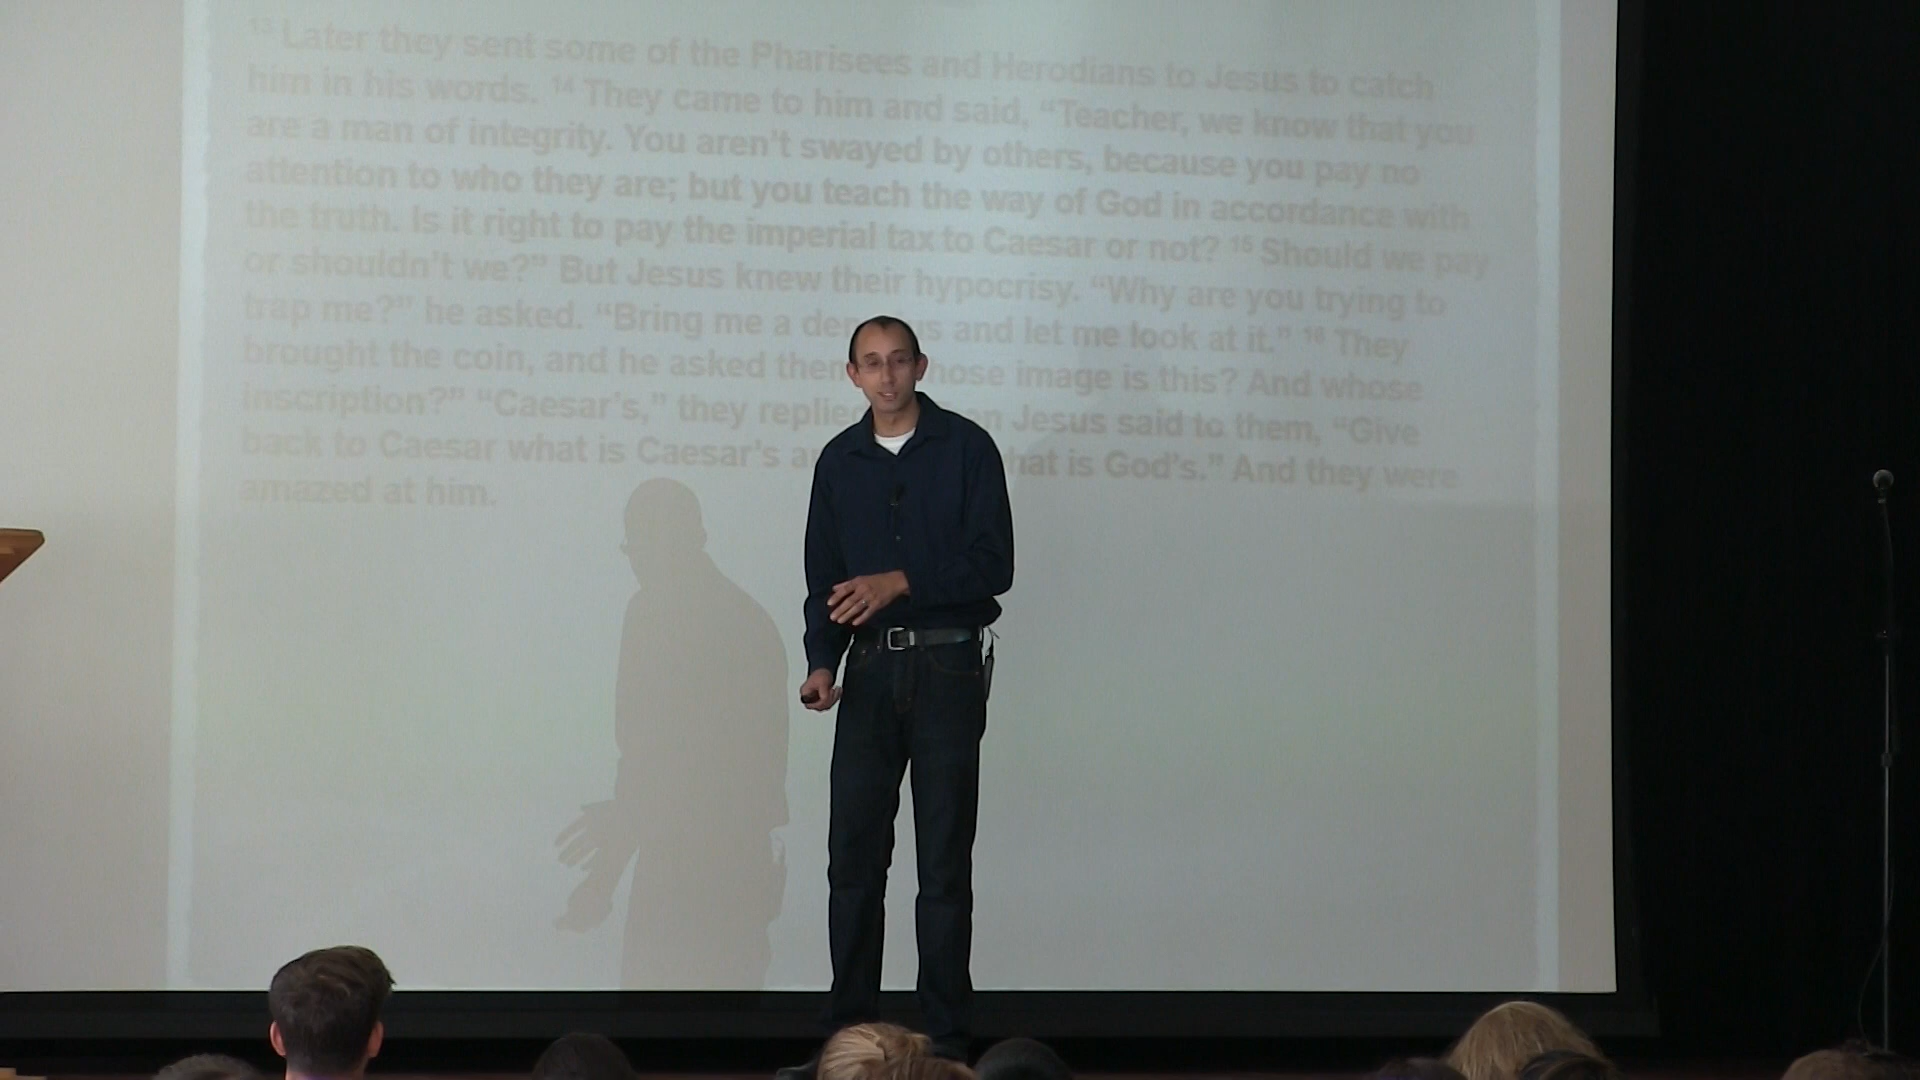 13 Later they sent some of the Pharisees and Herodians to Jesus to catch
him in his words. 14 They came to him and said, “Teacher, we know that you
are a man of integrity. You aren’t swayed by others, because you pay no
attention to who they are; but you teach the way of God in accordance with
the truth. Is it right to pay the imperial tax to Caesar or not? 15 Should we pay
or shouldn’t we?” But Jesus knew their hypocrisy. “Why are you trying to
trap me?” he asked. “Bring me a and let me look at it.” 16 They
brought the coin, and he asked image is this? And whose
inscription?” “Caesar’s,” they Jesus said to them, “Give
back to Caesar what is Caesar’s is God’s.” And they were
amazed at him.